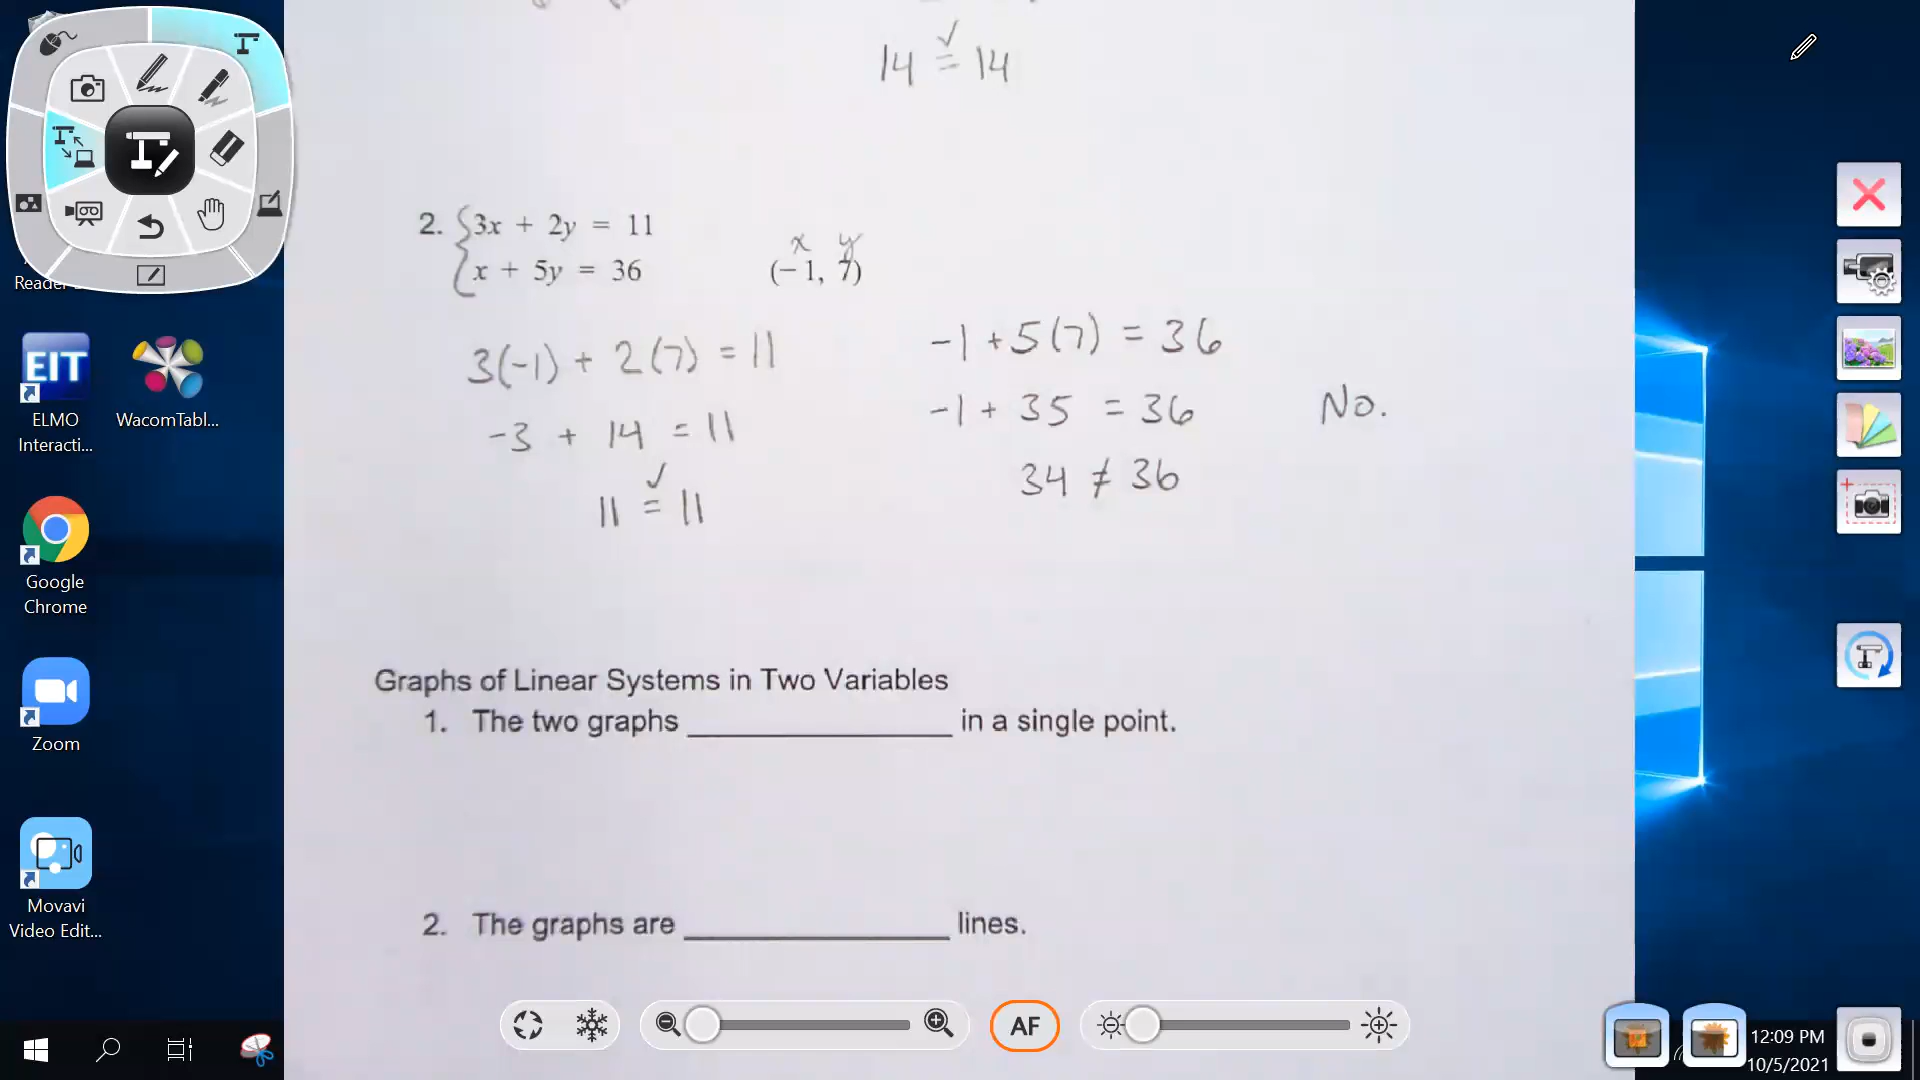 14 = 14
2. 3x + 2y = 11
x + 5y = 36
x y
(−1, 7)
3(-1) + 2(7) = 11
-3 + 14 = 11
11 = 11
-1 + 5(7) = 36
-1 + 35 = 36
34 ≠ 36
No.
Graphs of Linear Systems in Two Variables
1. The two graphs ________________ in a single point.
2. The graphs are ________________ lines.
EIT
ELMO
Interacti...
WacomTabl...
Google
Chrome
Zoom
Movavi
Video Edit...
AF
12:09 PM
10/5/2021